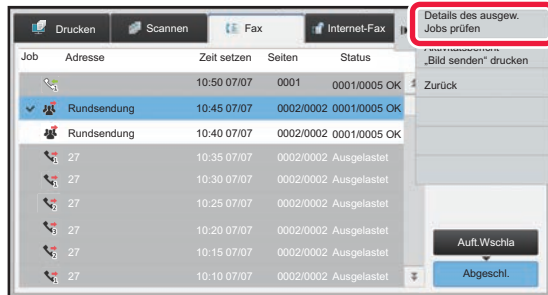 Drucken Scannen Fax Internet-Fax
Details des ausgew.
Jobs prüfen
Job Adresse Zeit setzen Seiten Status
„Bild senden“ drucken
Zurück
10:50 07/07 0001 0001/0005 OK
Rundsendung 10:45 07/07 0002/0002 0001/0005 OK
Rundsendung 10:40 07/07 0002/0002 0001/0005 OK
27 10:35 07/07 0002/0002 Ausgelastet
27 10:30 07/07 0002/0002 Ausgelastet
27 10:25 07/07 0002/0002 Ausgelastet
27 10:20 07/07 0002/0002 Ausgelastet
27 10:15 07/07 0002/0002 Ausgelastet
27 10:10 07/07 0002/0002 Ausgelastet
Auft.Wschla
Abgeschl.